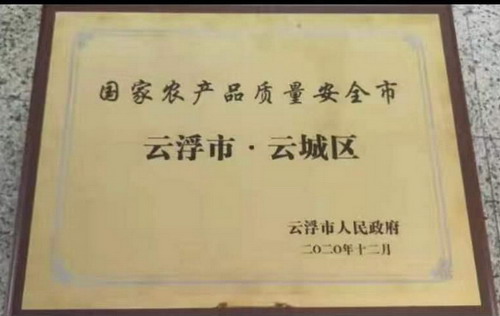 国家农产品质量安全市
云浮市·云城区
云浮市人民政府
二〇二〇年十二月